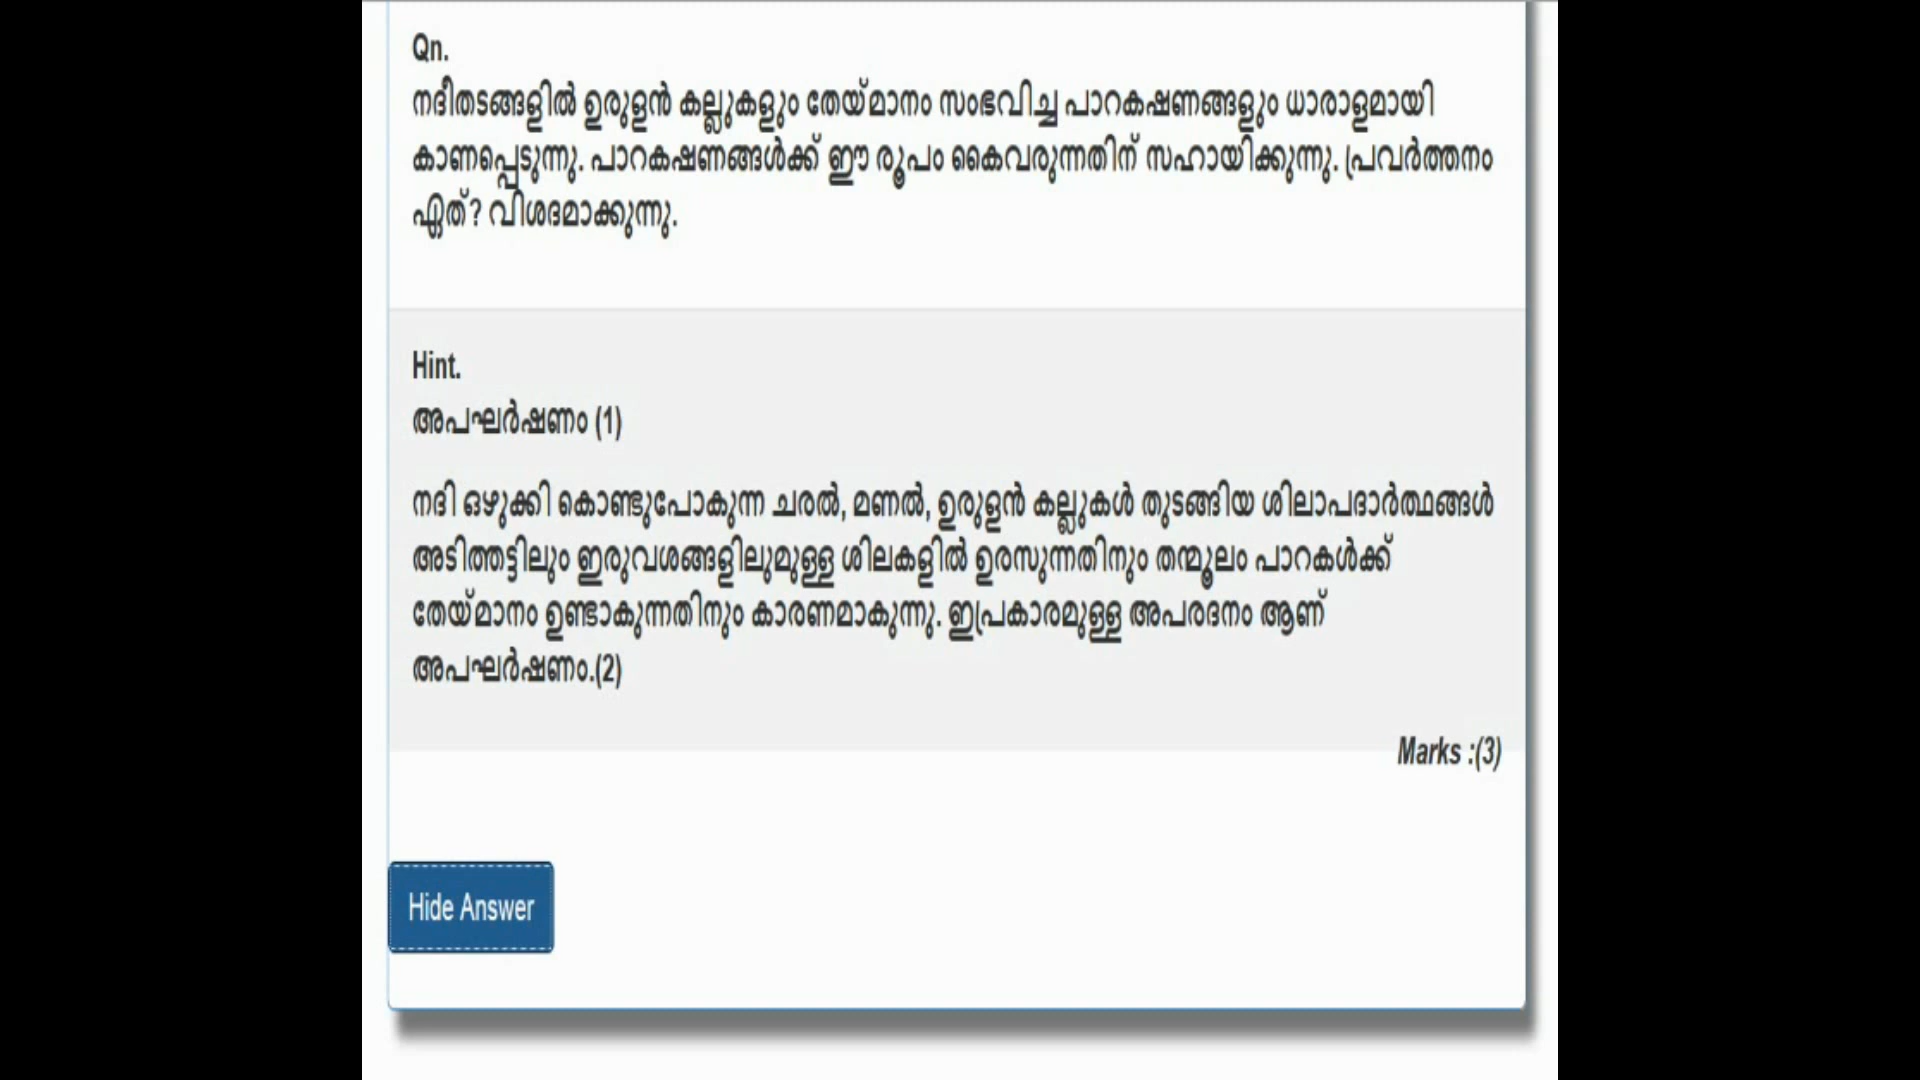 Qn.
നദീതടങ്ങളിൽ ഉരുളൻ കല്ലുകളും തേയ്മാനം സംഭവിച്ച പാറകഷണങ്ങളും ധാരാളമായി
കാണപ്പെടുന്നു. പാറകഷണങ്ങൾക്ക് ഈ രൂപം കൈവരുന്നതിന് സഹായിക്കുന്നു. പ്രവർത്തനം
ഏത്? വിശദമാക്കുന്നു.
Hint.
അപഘർഷണം (1)
നദി ഒഴുക്കി കൊണ്ടുപോകുന്ന ചരൽ, മണൽ, ഉരുളൻ കല്ലുകൾ തുടങ്ങിയ ശിലാപദാർത്ഥങ്ങൾ
അടിത്തട്ടിലും ഇരുവശങ്ങളിലുമുള്ള ശിലകളിൽ ഉരസുന്നതിനും തന്മൂലം പാറകൾക്ക്
തേയ്മാനം ഉണ്ടാകുന്നതിനും കാരണമാകുന്നു. ഇപ്രകാരമുള്ള അപരദനം ആണ്
അപഘർഷണം.(2)
Marks :(3)
Hide Answer